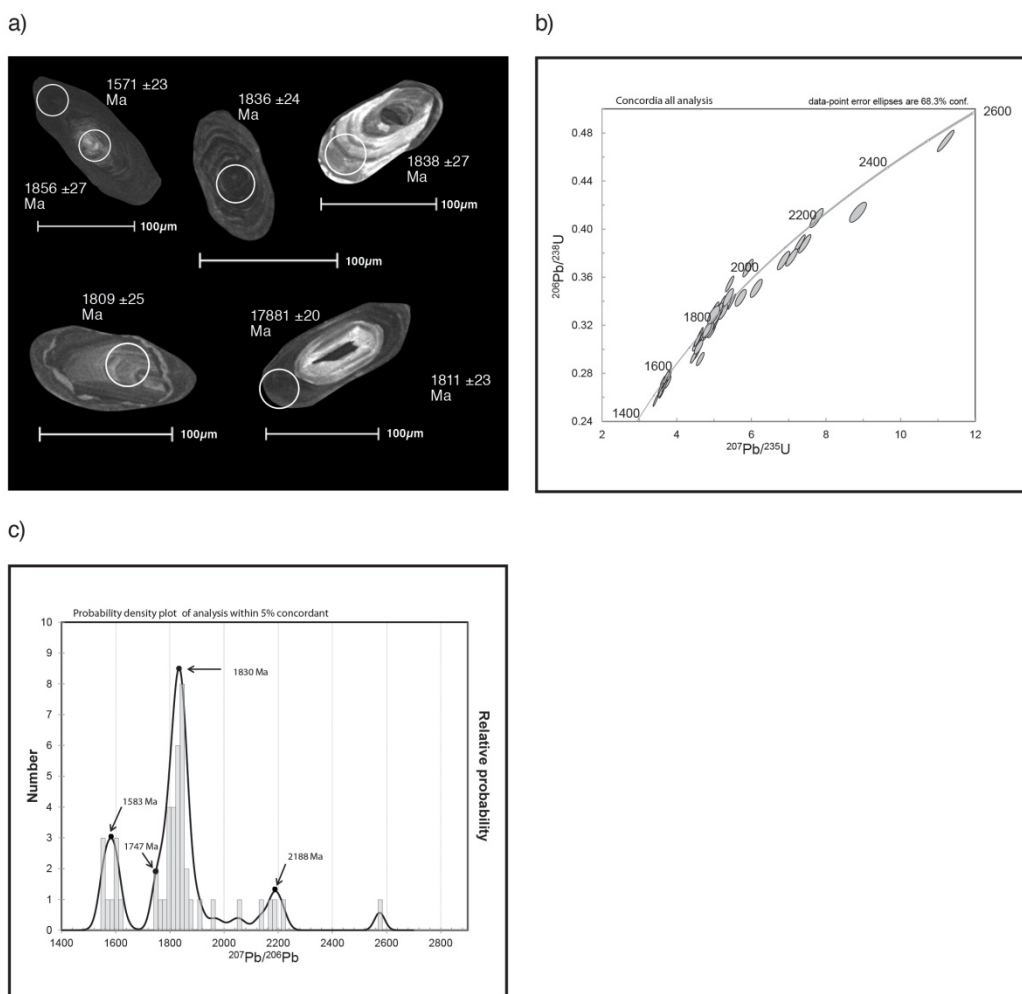 a)
1571 ±23
Ma
1856 ±27
Ma
100µm
1836 ±24
Ma
100µm
1838 ±27
Ma
100µm
1809 ±25
Ma
100µm
17881 ±20
Ma
1811 ±23
Ma
100µm
b)
Concordia all analysis
data-point error ellipses are 68.3% conf.
2600
2400
2200
2000
1800
1600
1400
0.48
0.44
0.40
0.36
0.32
0.28
0.24
2 4 6 8 10 12
²⁰⁶Pb/²³⁸U
²⁰⁷Pb/²³⁵U
c)
Probability density plot of analysis within 5% concordant
10
9
8
7
6
5
4
3
2
1
0
Number
Relative probability
1830 Ma
1583 Ma
1747 Ma
2188 Ma
1400 1600 1800 2000 2200 2400 2600 2800
²⁰⁷Pb/²⁰⁶Pb